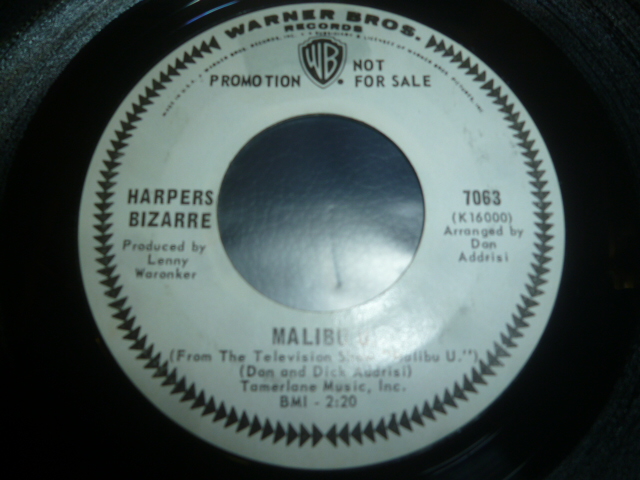 WARNER BROS.
RECORDS
WB
PROMOTION NOT
FOR SALE
HARPERS
BIZARRE
Produced by
Lenny
Waronker
7063
(K16000)
Arranged by
Don
Addrisi
MALIBU U.
(From The Television Show "Malibu U.")
(Don and Dick Addrisi)
Tamerlane Music, Inc.
BMI - 2:20